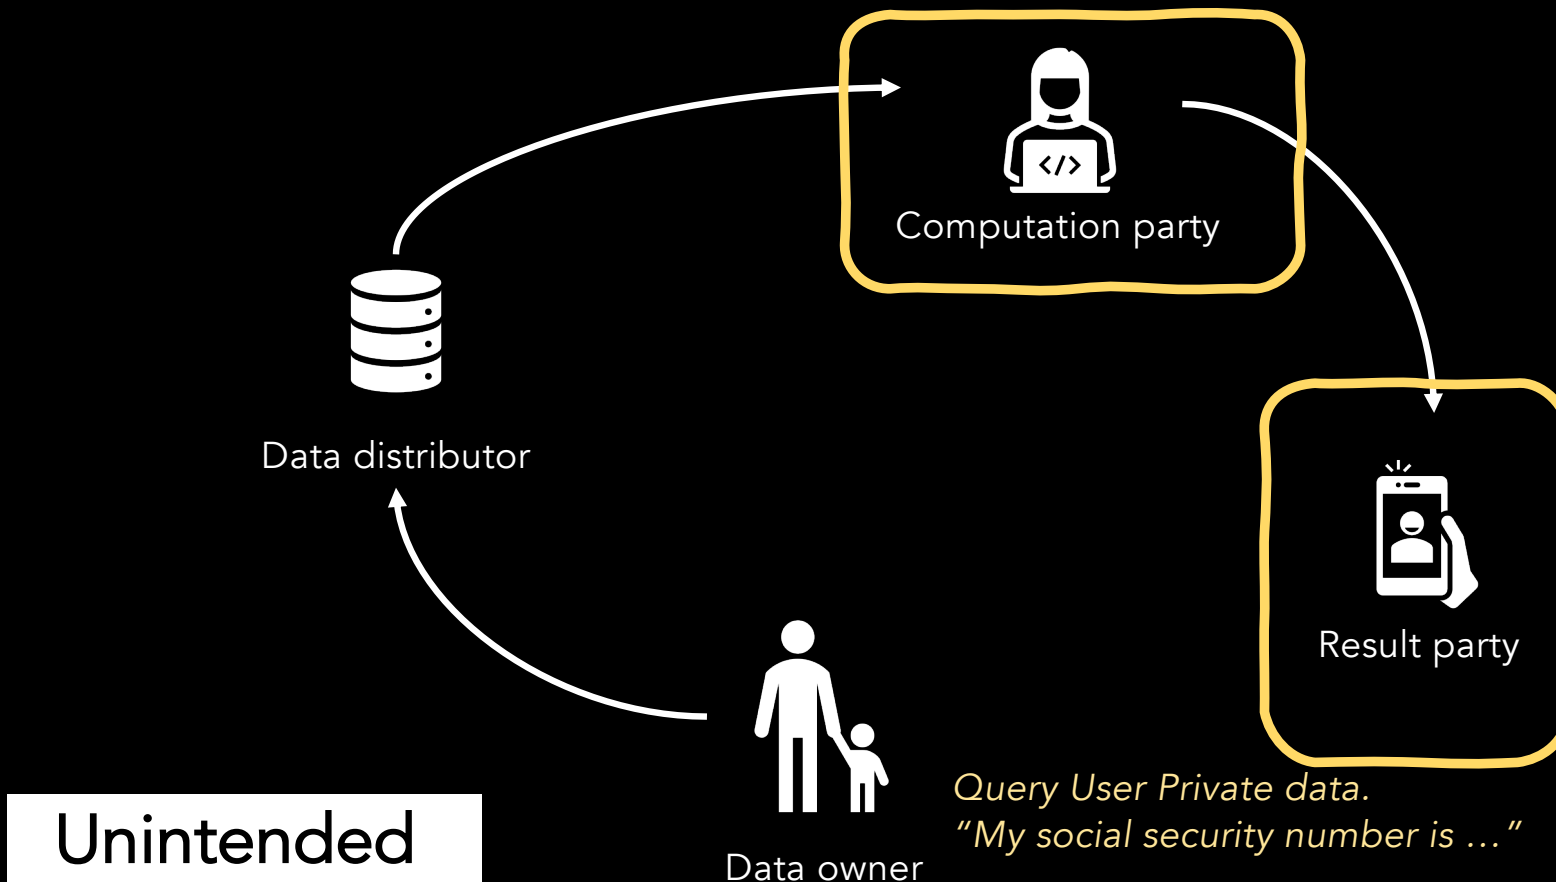 </>
Computation party
Data distributor
Result party
Query User Private data.
“My social security number is …”
Unintended
Data owner